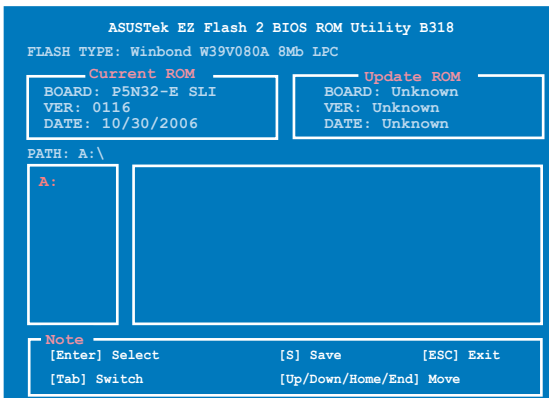 ASUSTek EZ Flash 2 BIOS ROM Utility B318
FLASH TYPE: Winbond W39V080A 8Mb LPC
Current ROM
BOARD: P5N32-E SLI
VER: 0116
DATE: 10/30/2006
Update ROM
BOARD: Unknown
VER: Unknown
DATE: Unknown
PATH: A:\
A:
Note
[Enter] Select [S] Save [ESC] Exit
[Tab] Switch [Up/Down/Home/End] Move